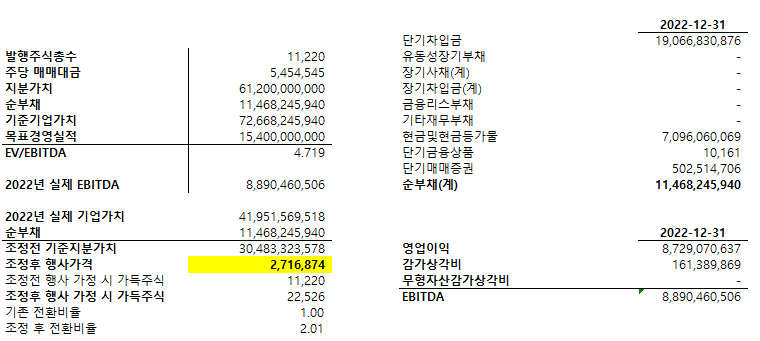 발행주식총수 11,220
주당 매매대금 5,454,545
지분가치 61,200,000,000
순부채 11,468,245,940
기준기업가치 72,668,245,940
목표경영실적 15,400,000,000
EV/EBITDA 4.719
2022년 실제 EBITDA 8,890,460,506
2022년 실제 기업가치 41,951,569,518
순부채 11,468,245,940
조정전 기준지분가치 30,483,323,578
조정후 행사가격 2,716,874
조정전 행사 가정 시 가득주식 11,220
조정후 행사 가정 시 가득주식 22,526
기존 전환비율 1.00
조정 후 전환비율 2.01
2022-12-31
단기차입금 19,066,830,876
유동성장기부채 -
장기사채(계) -
장기차입금(계) -
금융리스부채 -
기타재무부채 -
현금및현금등가물 7,096,060,069
단기금융상품 10,161
단기매매증권 502,514,706
순부채(계) 11,468,245,940
2022-12-31
영업이익 8,729,070,637
감가상각비 161,389,869
무형자산감가상각비 -
EBITDA 8,890,460,506